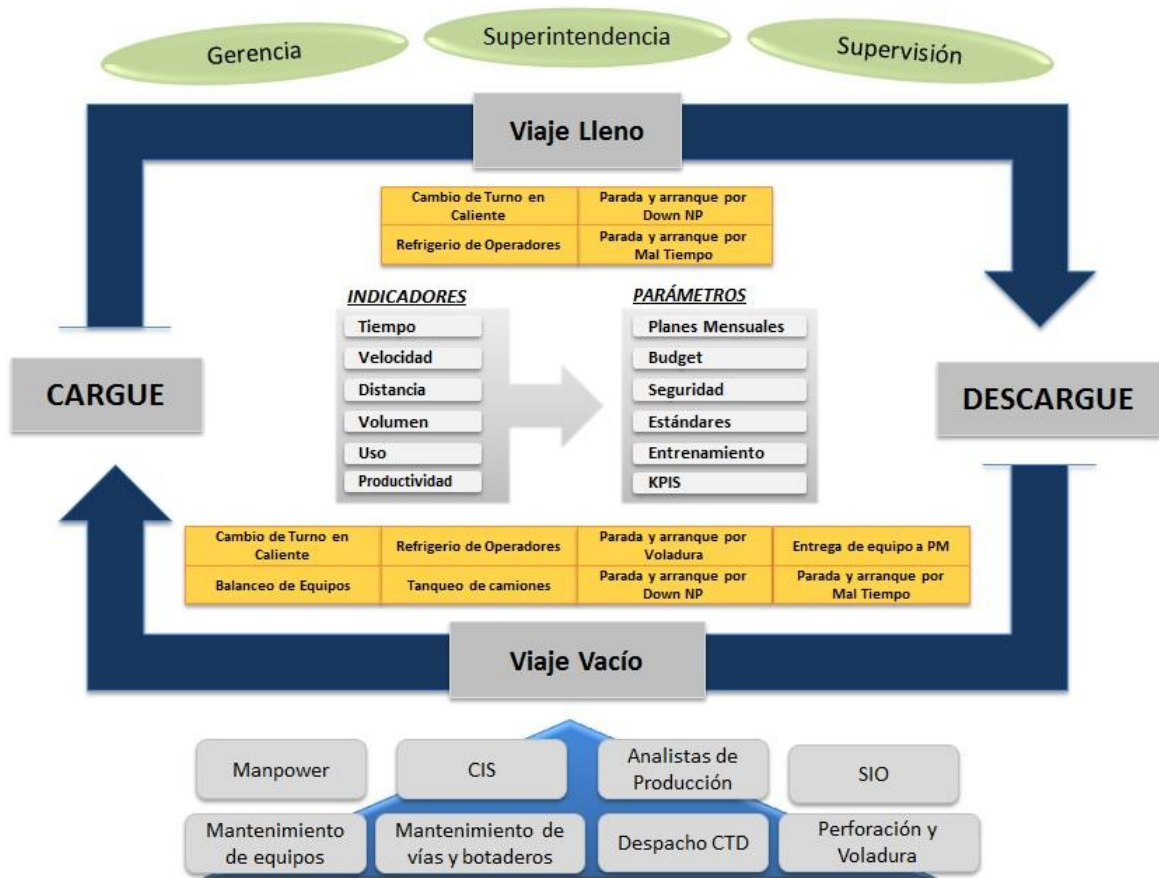 Gerencia
Superintendencia
Supervisión
Viaje Lleno
Cambio de Turno en
Caliente
Parada y arranque por
Down NP
Refrigerio de Operadores
Parada y arranque por
Mal Tiempo
INDICADORES
Tiempo
Velocidad
Distancia
Volumen
Uso
Productividad
PARÁMETROS
Planes Mensuales
Budget
Seguridad
Estándares
Entrenamiento
KPIS
CARGUE
DESCARGUE
Cambio de Turno en
Caliente
Refrigerio de Operadores
Parada y arranque por
Voladura
Entrega de equipo a PM
Balanceo de Equipos
Tanqueo de camiones
Parada y arranque por
Down NP
Parada y arranque por
Mal Tiempo
Viaje Vacío
Manpower
CIS
Analistas de
Producción
SIO
Mantenimiento
de equipos
Mantenimiento de
vías y botaderos
Despacho CTD
Perforación y
Voladura